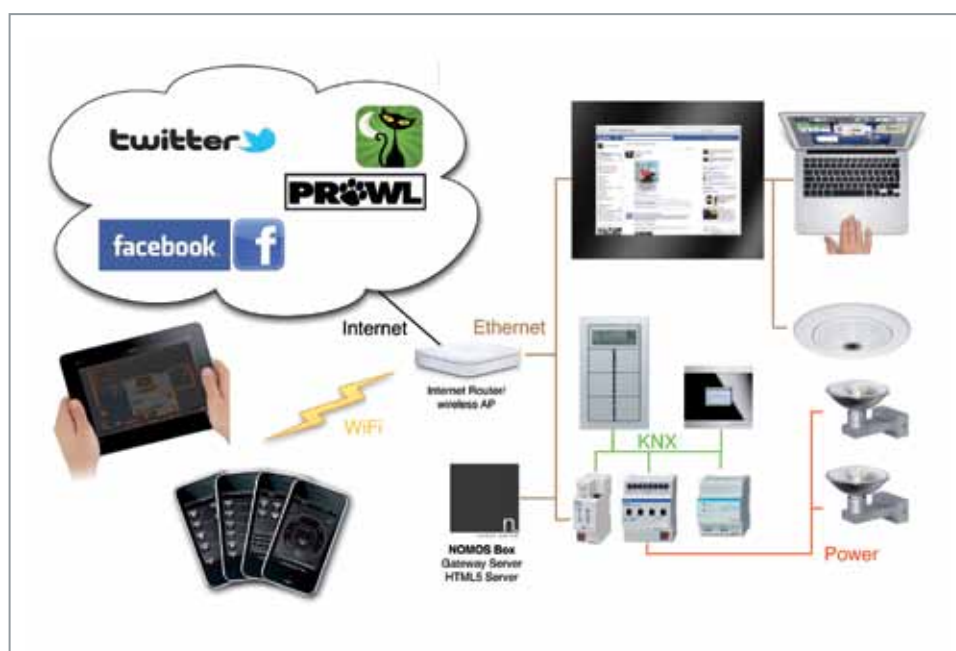 twitter
PROWL
facebook
f
Internet
Ethernet
Internet Router/
wireless AP
WiFi
KNX
n
NOMOS Box
Gateway Server
HTML5 Server
Power